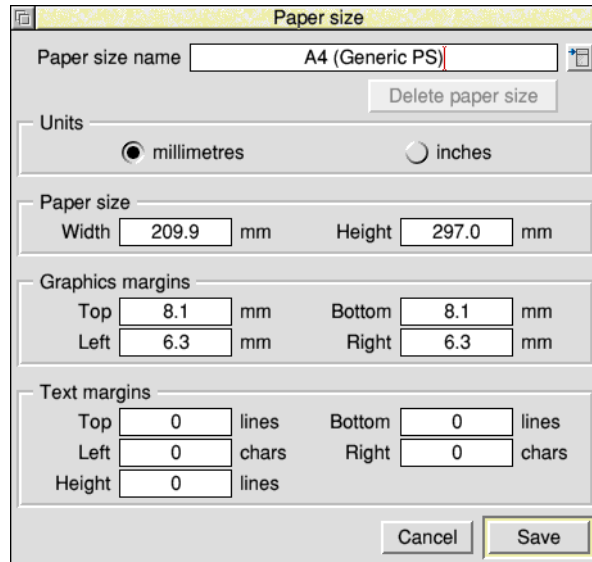 Paper size
Paper size name A4 (Generic PS)
Delete paper size
Units
millimetres inches
Paper size
Width 209.9 mm Height 297.0 mm
Graphics margins
Top 8.1 mm Bottom 8.1 mm
Left 6.3 mm Right 6.3 mm
Text margins
Top 0 lines Bottom 0 lines
Left 0 chars Right 0 chars
Height 0 lines
Cancel Save